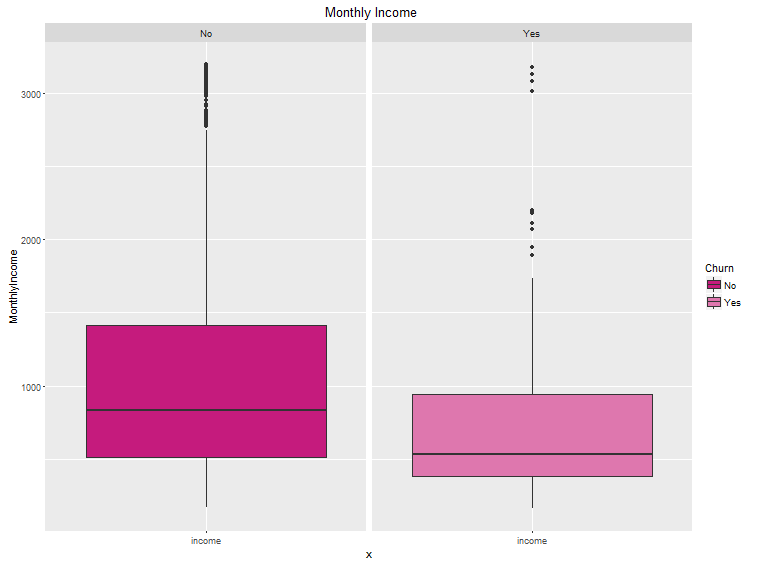 Monthly Income
No
Yes
3000
2000
1000
MonthlyIncome
income
income
x
Churn
No
Yes